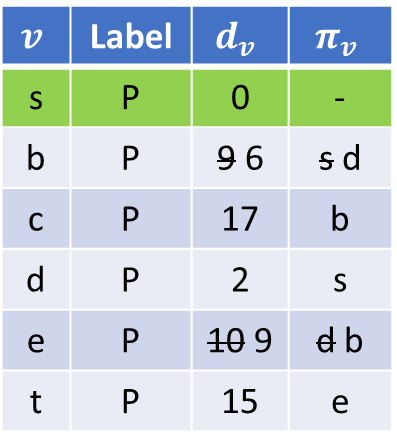 v Label d_v π_v
s P 0 -
b P ~~9~~ 6 ~~s~~ d
c P 17 b
d P 2 s
e P ~~10~~ 9 ~~d~~ b
t P 15 e